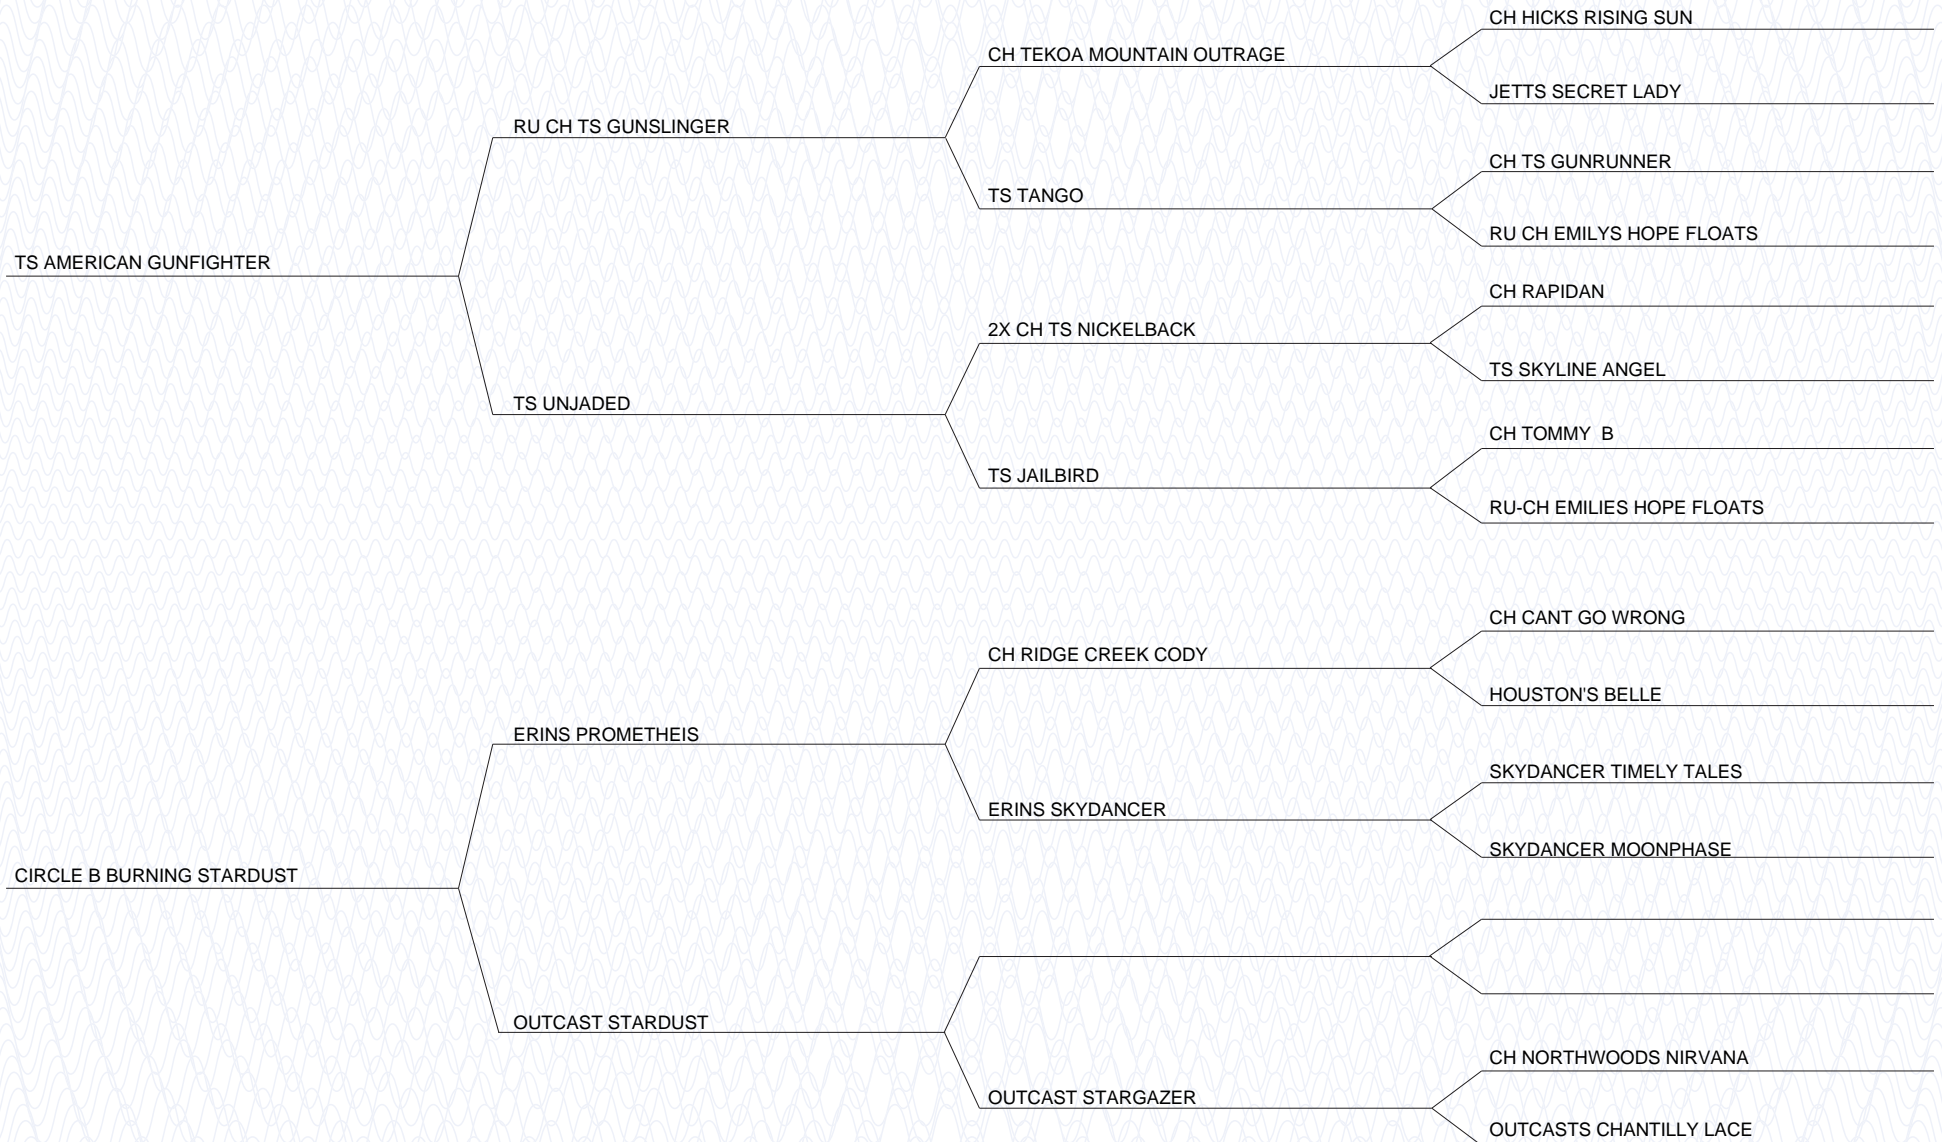 CH HICKS RISING SUN
CH TEKOA MOUNTAIN OUTRAGE
JETTS SECRET LADY
RU CH TS GUNSLINGER
CH TS GUNRUNNER
TS TANGO
RU CH EMILYS HOPE FLOATS
TS AMERICAN GUNFIGHTER
CH RAPIDAN
2X CH TS NICKELBACK
TS SKYLINE ANGEL
TS UNJADED
CH TOMMY  B
TS JAILBIRD
RU-CH EMILIES HOPE FLOATS
CH CANT GO WRONG
CH RIDGE CREEK CODY
HOUSTON'S BELLE
ERINS PROMETHEIS
SKYDANCER TIMELY TALES
ERINS SKYDANCER
SKYDANCER MOONPHASE
CIRCLE B BURNING STARDUST
OUTCAST STARDUST
CH NORTHWOODS NIRVANA
OUTCAST STARGAZER
OUTCASTS CHANTILLY LACE